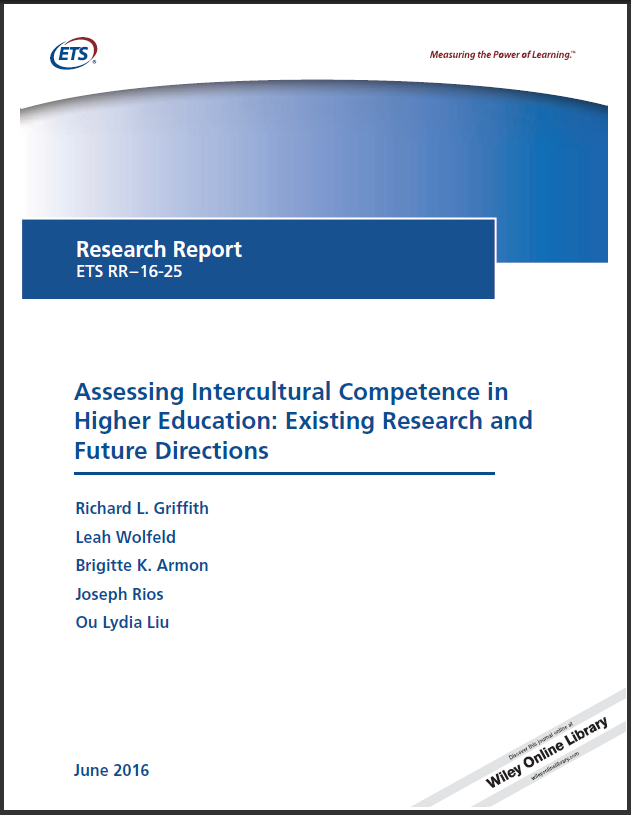 ETS®
Measuring the Power of Learning.™
Research Report
ETS RR–16-25
Assessing Intercultural Competence in
Higher Education: Existing Research and
Future Directions
Richard L. Griffith
Leah Wolfeld
Brigitte K. Armon
Joseph Rios
Ou Lydia Liu
June 2016
Discover this journal online at
Wiley Online Library
wileyonlinelibrary.com